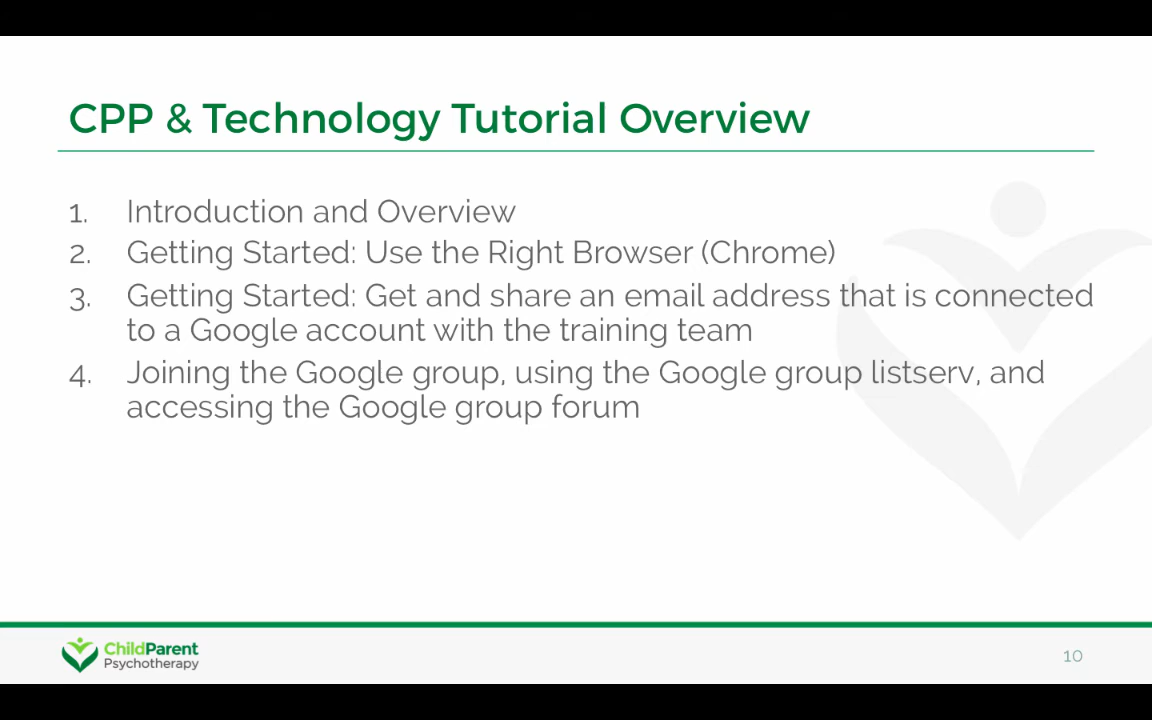 CPP & Technology Tutorial Overview
1. Introduction and Overview
2. Getting Started: Use the Right Browser (Chrome)
3. Getting Started: Get and share an email address that is connected
to a Google account with the training team
4. Joining the Google group, using the Google group listserv, and
accessing the Google group forum
ChildParent
Psychotherapy
10